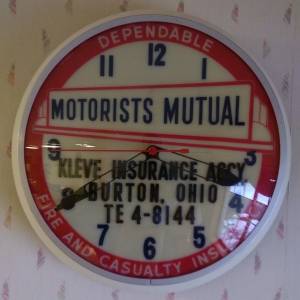 DEPENDABLE
12
11 1
MOTORISTS MUTUAL
9 3
KLEVE INSURANCE AGCY
BURTON, OHIO
8 4
TE 4-8144
7 5
6
FIRE AND CASUALTY INS.